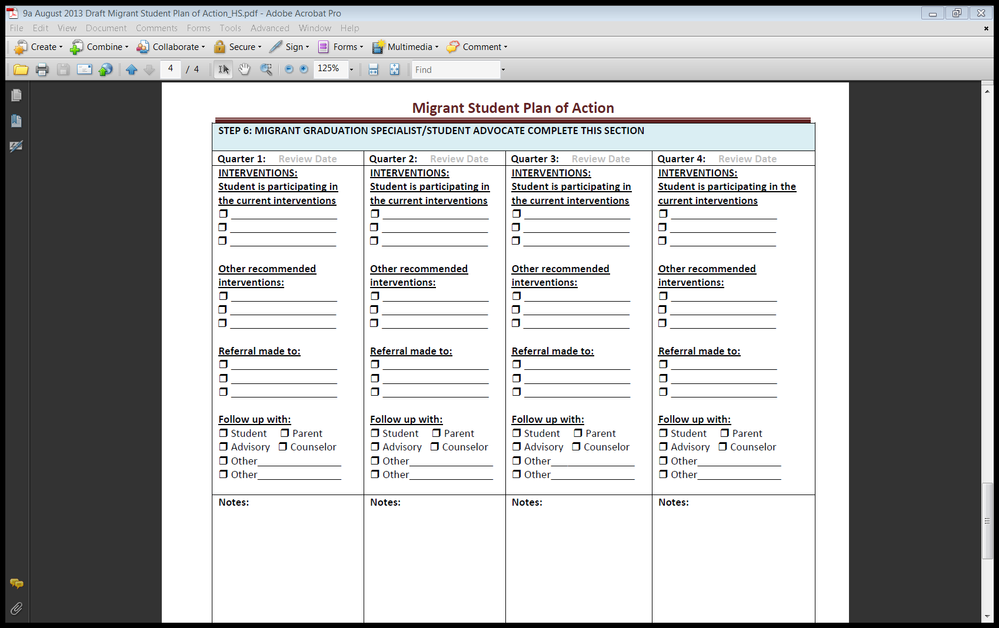 9a August 2013 Draft Migrant Student Plan of Action_HS.pdf - Adobe Acrobat Pro
File Edit View Document Comments Forms Tools Advanced Window Help
Create Combine Collaborate Secure Sign Forms Multimedia Comment
4 / 4 125% Find
Migrant Student Plan of Action
STEP 6: MIGRANT GRADUATION SPECIALIST/STUDENT ADVOCATE COMPLETE THIS SECTION
Quarter 1: Review Date Quarter 2: Review Date Quarter 3: Review Date Quarter 4: Review Date
INTERVENTIONS:
Student is participating in
the current interventions
Other recommended
interventions:
Referral made to:
Follow up with:
Student Parent
Advisory Counselor
Other
Other
Notes:
INTERVENTIONS:
Student is participating in
the current interventions
Other recommended
interventions:
Referral made to:
Follow up with:
Student Parent
Advisory Counselor
Other
Other
Notes:
INTERVENTIONS:
Student is participating in
the current interventions
Other recommended
interventions:
Referral made to:
Follow up with:
Student Parent
Advisory Counselor
Other
Other
Notes:
INTERVENTIONS:
Student is participating in the
current interventions
Other recommended
interventions:
Referral made to:
Follow up with:
Student Parent
Advisory Counselor
Other
Other
Notes: